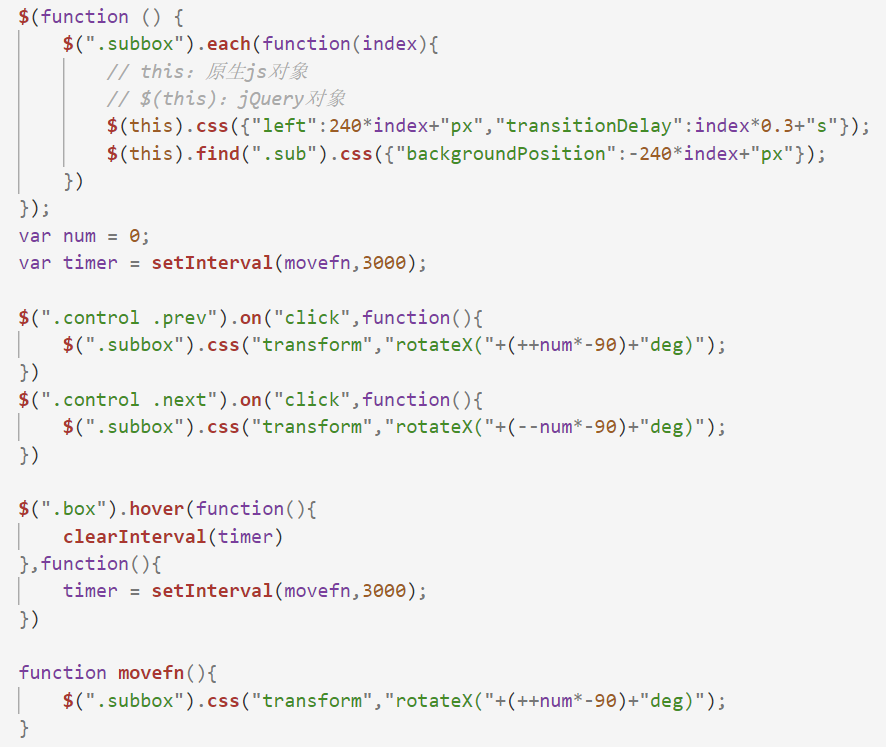 $(function () {
    $(".subbox").each(function(index){
        // this：原生js对象
        // $(this)：jQuery对象
        $(this).css({"left":240*index+"px","transitionDelay":index*0.3+"s"});
        $(this).find(".sub").css({"backgroundPosition":-240*index+"px"});
    })
});
var num = 0;
var timer = setInterval(movefn,3000);

$(".control .prev").on("click",function(){
    $(".subbox").css("transform","rotateX("+(++num*-90)+"deg)");
})
$(".control .next").on("click",function(){
    $(".subbox").css("transform","rotateX("+(--num*-90)+"deg)");
})

$(".box").hover(function(){
    clearInterval(timer)
},function(){
    timer = setInterval(movefn,3000);
})

function movefn(){
    $(".subbox").css("transform","rotateX("+(++num*-90)+"deg)");
}